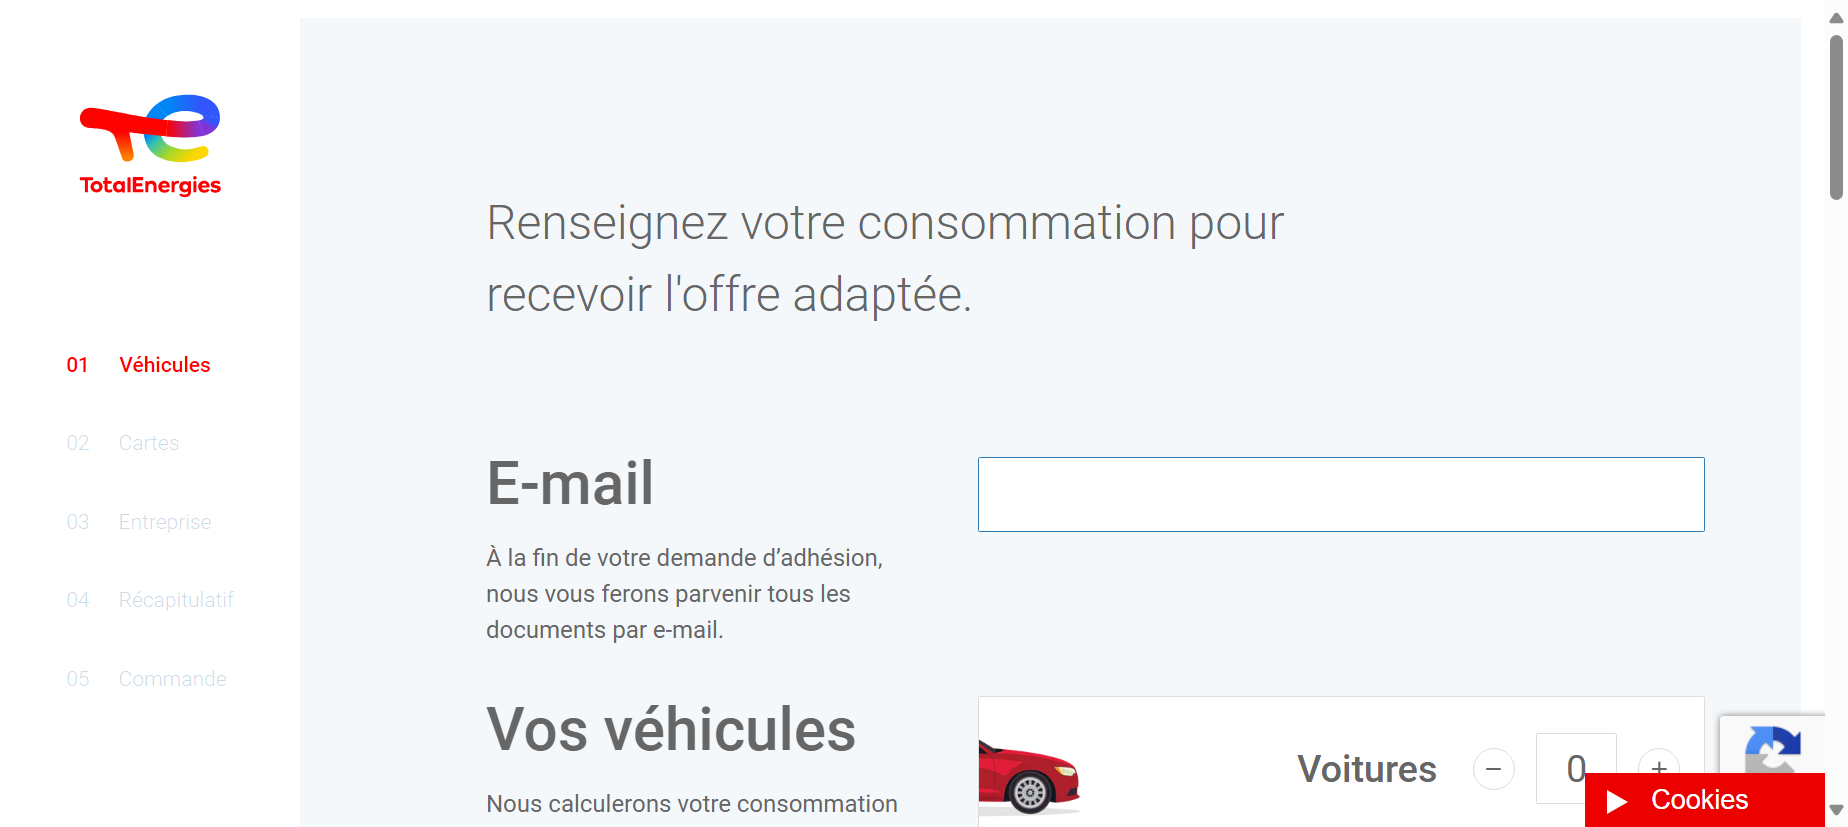 TotalEnergies
01 Véhicules
02 Cartes
03 Entreprise
04 Récapitulatif
05 Commande
Renseignez votre consommation pour
recevoir l'offre adaptée.
E-mail
À la fin de votre demande d’adhésion,
nous vous ferons parvenir tous les
documents par e-mail.
Vos véhicules
Nous calculerons votre consommation
Voitures − 0 +
Cookies